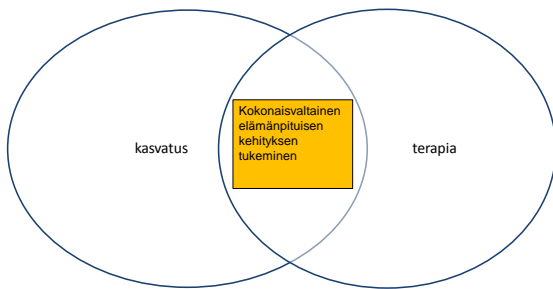 Kokonaisvaltainen
elämänpituisen
kehityksen
tukeminen
kasvatus
terapia